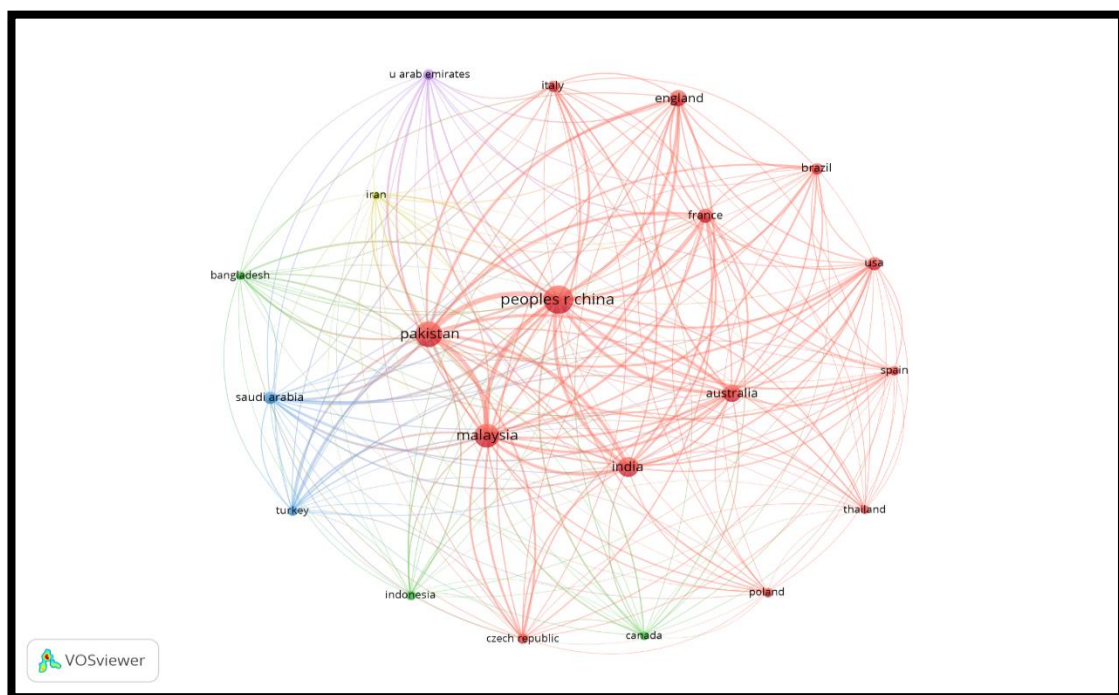 u arab emirates
italy
england
brazil
iran
france
usa
bangladesh
peoples r china
pakistan
spain
saudi arabia
australia
malaysia
india
turkey
thailand
indonesia
poland
czech republic
canada
VOSviewer